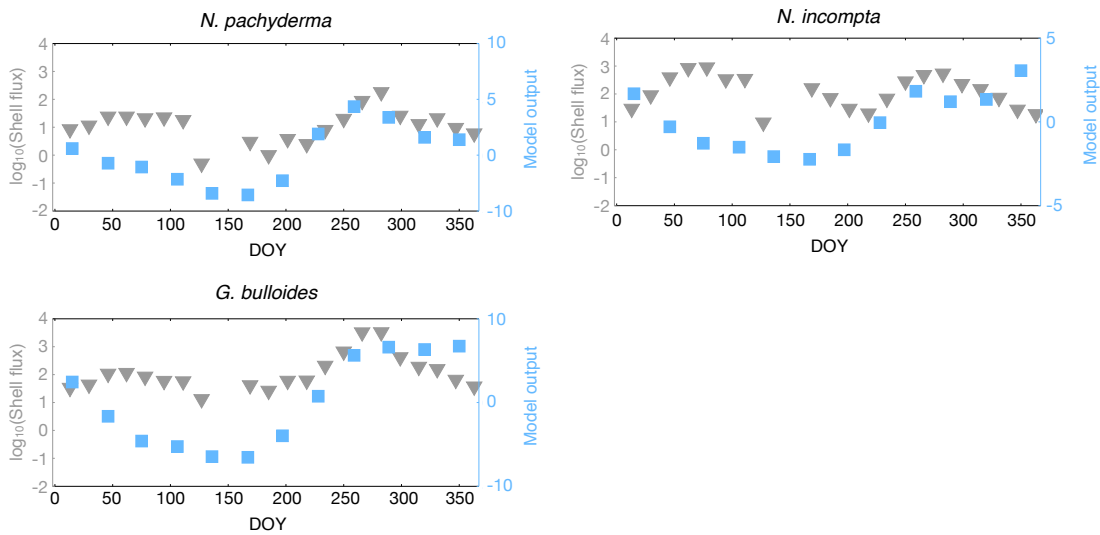 N. pachyderma
4
3
2
1
0
-1
-2
log10(Shell flux)
10
5
0
-5
-10
Model output
0 50 100 150 200 250 300 350
DOY
N. incompta
4
3
2
1
0
-1
-2
log10(Shell flux)
5
0
-5
Model output
0 50 100 150 200 250 300 350
DOY
G. bulloides
4
3
2
1
0
-1
-2
log10(Shell flux)
10
0
-10
Model output
0 50 100 150 200 250 300 350
DOY